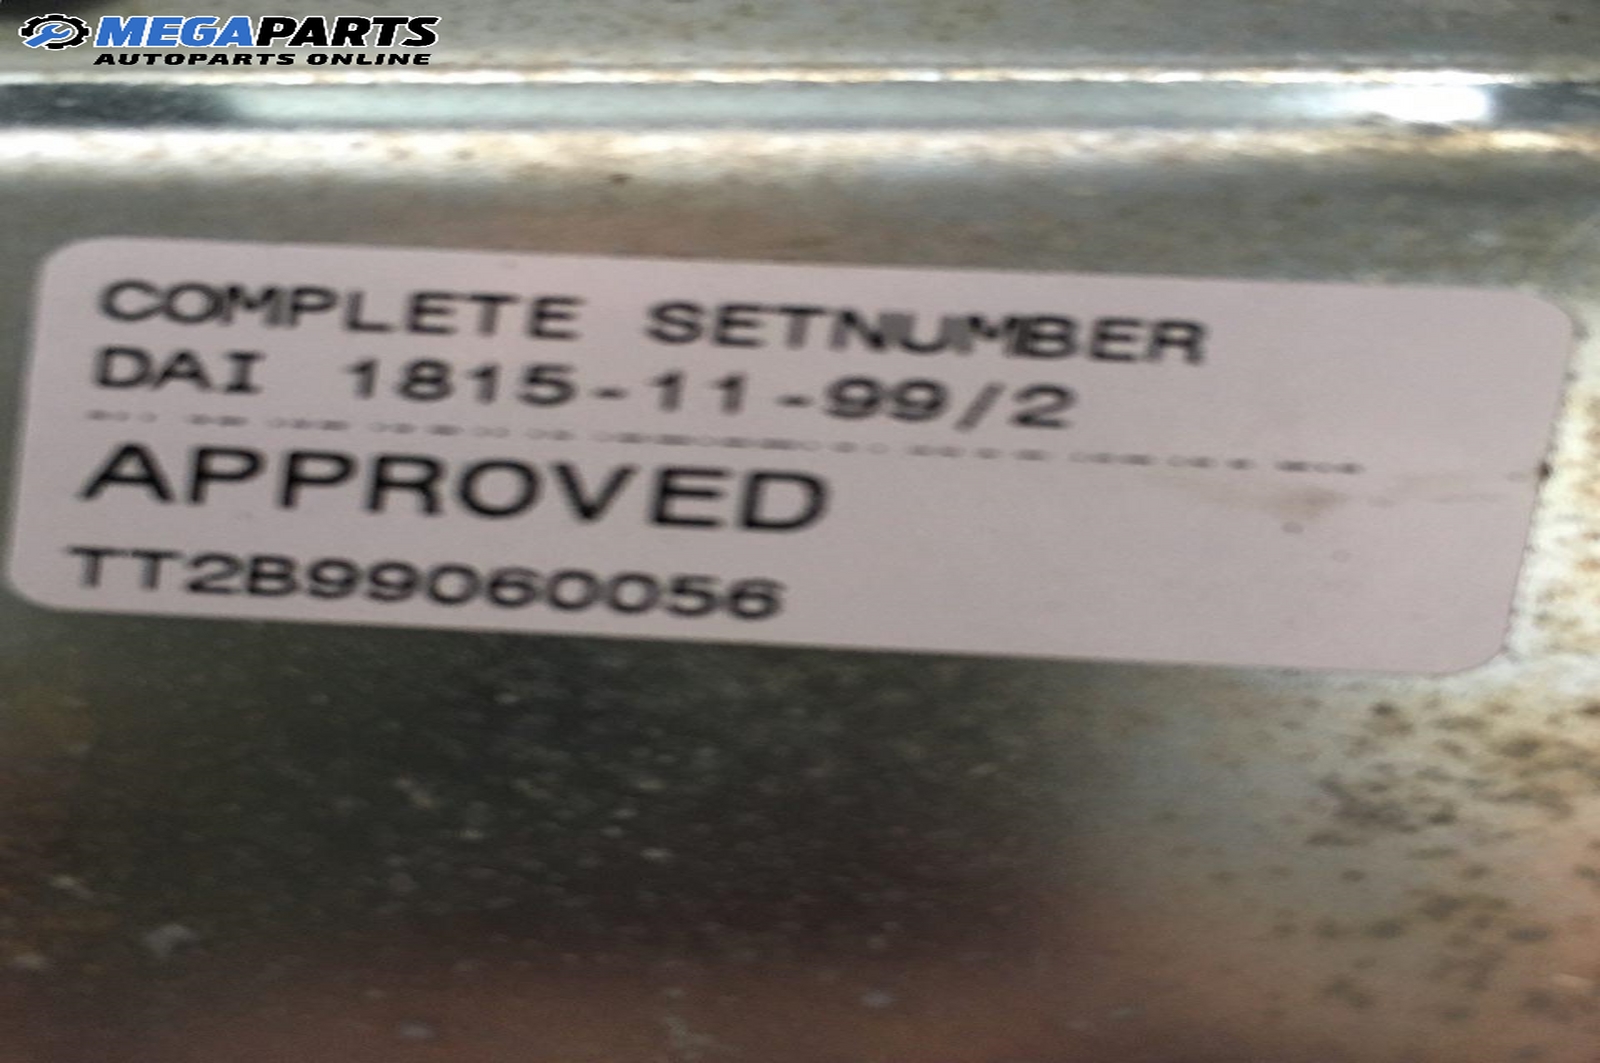 MEGAPARTS
AUTOPARTS ONLINE
COMPLETE SETNUMBER
DAI 1815-11-99/2
APPROVED
TT2B99060056